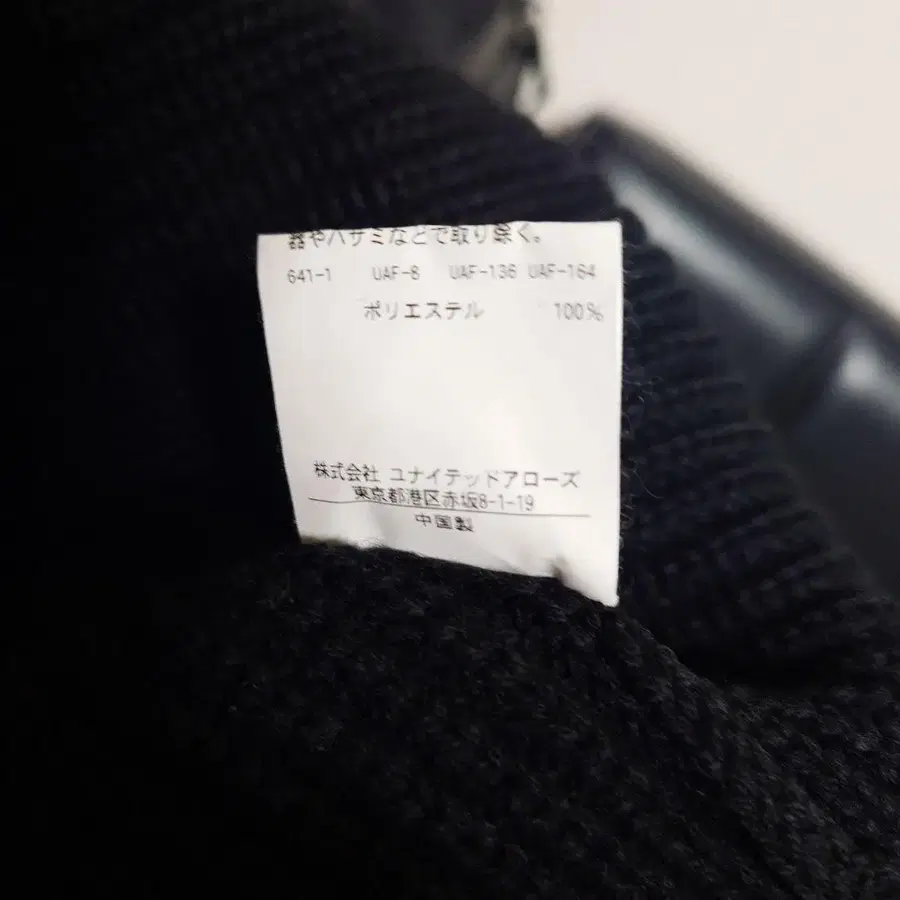 器やハサミなどで取り除く。
641-1 UAF-8 UAF-136 UAF-164
ポリエステル 100%
株式会社 ユナイテッドアローズ
東京都港区赤坂8-1-19
中国製